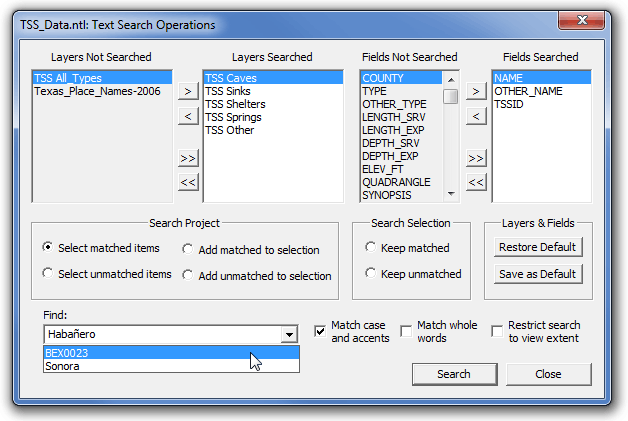 TSS_Data.ntl: Text Search Operations
Layers Not Searched
Layers Searched
Fields Not Searched
Fields Searched
TSS All_Types
Texas_Place_Names-2006
>
<
>>
<<
TSS Caves
TSS Sinks
TSS Shelters
TSS Springs
TSS Other
COUNTY
TYPE
OTHER_TYPE
LENGTH_SRV
LENGTH_EXP
DEPTH_SRV
DEPTH_EXP
ELEV_FT
QUADRANGLE
SYNOPSIS
>
<
>>
<<
NAME
OTHER_NAME
TSSID
Search Project
Select matched items
Add matched to selection
Select unmatched items
Add unmatched to selection
Search Selection
Keep matched
Keep unmatched
Layers & Fields
Restore Default
Save as Default
Find:
Habañero
BEX0023
Sonora
Match case
and accents
Match whole
words
Restrict search
to view extent
Search
Close